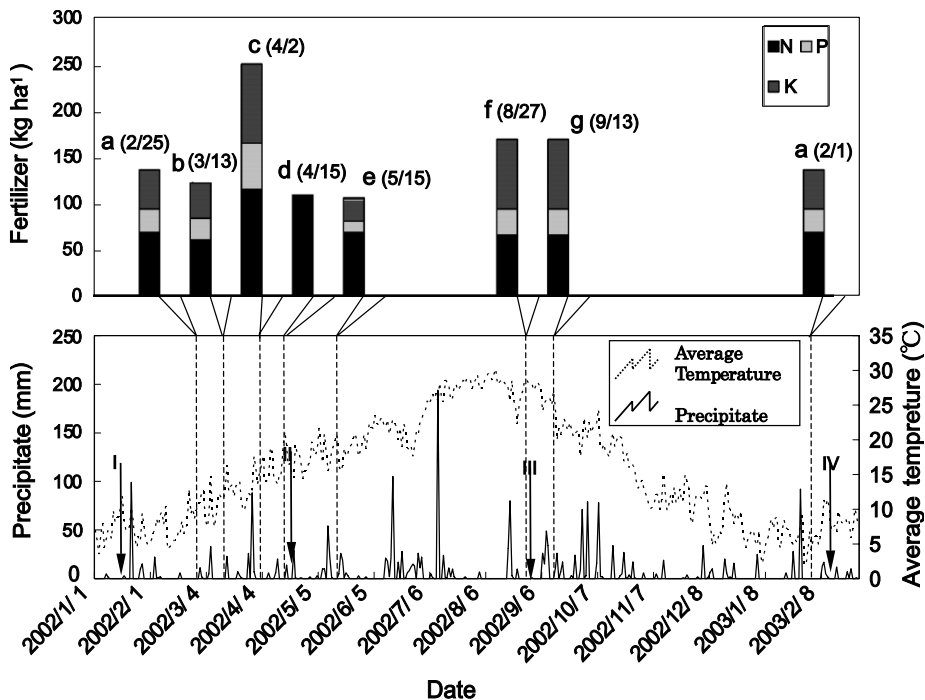 300
250
200
150
100
50
0
Fertilizer (kg ha¹)
a (2/25)
b (3/13)
c (4/2)
d (4/15)
e (5/15)
f (8/27)
g (9/13)
a (2/1)
N P
K
250
200
150
100
50
0
Precipitate (mm)
35
30
25
20
15
10
5
0
Average tempreture (℃)
Average
Temperature
Precipitate
I
II
III
IV
2002/1/ 1
2002/2/ 1
2002/3/ 4
2002/4/ 4
2002/5/ 5
2002/6/ 5
2002/7/ 6
2002/8/ 6
2002/9/ 6
2002/10/ 7
2002/11/ 7
2002/12/ 8
2003/1/ 8
2003/2/ 8
Date